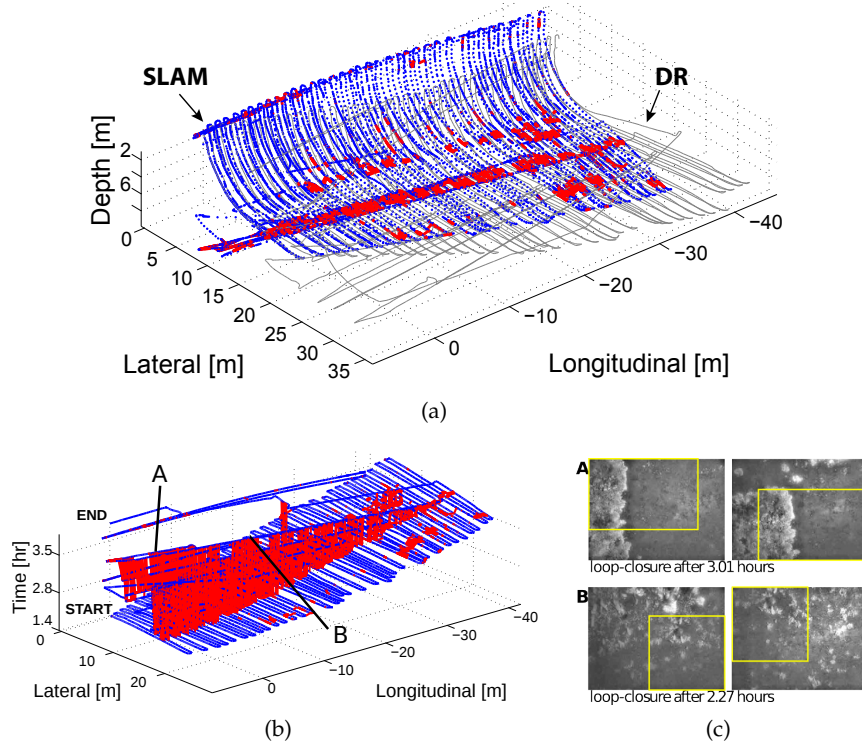 SLAM
DR
Depth [m]
2
6
0
5
10
15
20
25
30
35
Lateral [m]
0
−10
−20
−30
−40
Longitudinal [m]
(a)
A
END
START
B
Time [hr]
3.5
2.8
1.4
0
10
20
Lateral [m]
0
−10
−20
−30
−40
Longitudinal [m]
(b)
A
loop-closure after 3.01 hours
B
loop-closure after 2.27 hours
(c)